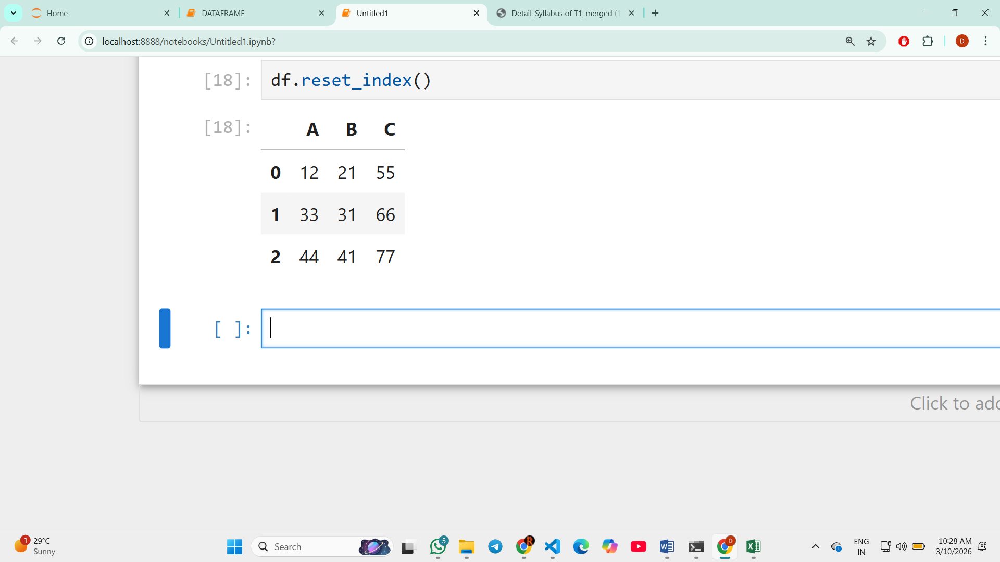 Home
DATAFRAME
Untitled1
Detail_Syllabus of T1_merged (1
localhost:8888/notebooks/Untitled1.ipynb?
D
[18]: df.reset_index()
[18]: A B C
0 12 21 55
1 33 31 66
2 44 41 77
[ ]:
Click to add
1
29°C
Sunny
Search
5
R
D
ENG
IN
10:28 AM
3/10/2026